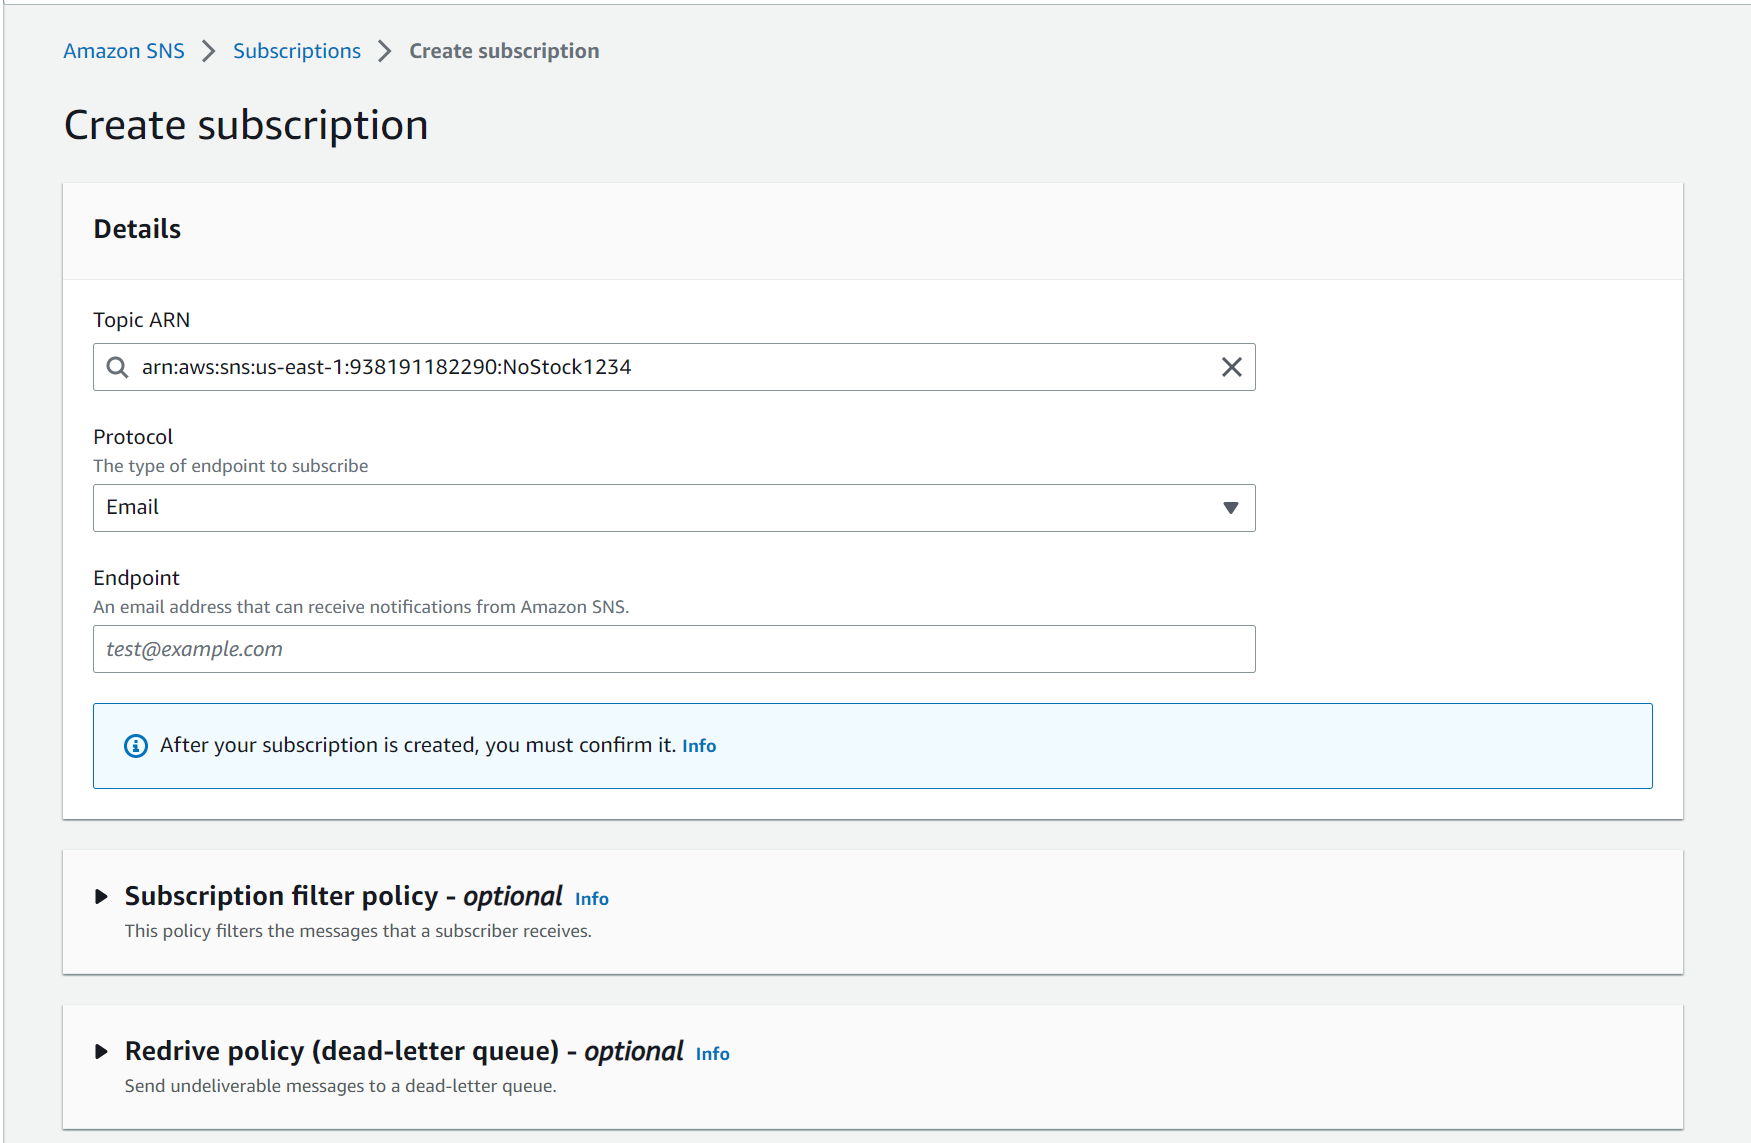 Amazon SNS > Subscriptions > Create subscription
Create subscription
Details
Topic ARN
arn:aws:sns:us-east-1:938191182290:NoStock1234
Protocol
The type of endpoint to subscribe
Email
Endpoint
An email address that can receive notifications from Amazon SNS.
test@example.com
After your subscription is created, you must confirm it. Info
Subscription filter policy - optional Info
This policy filters the messages that a subscriber receives.
Redrive policy (dead-letter queue) - optional Info
Send undeliverable messages to a dead-letter queue.